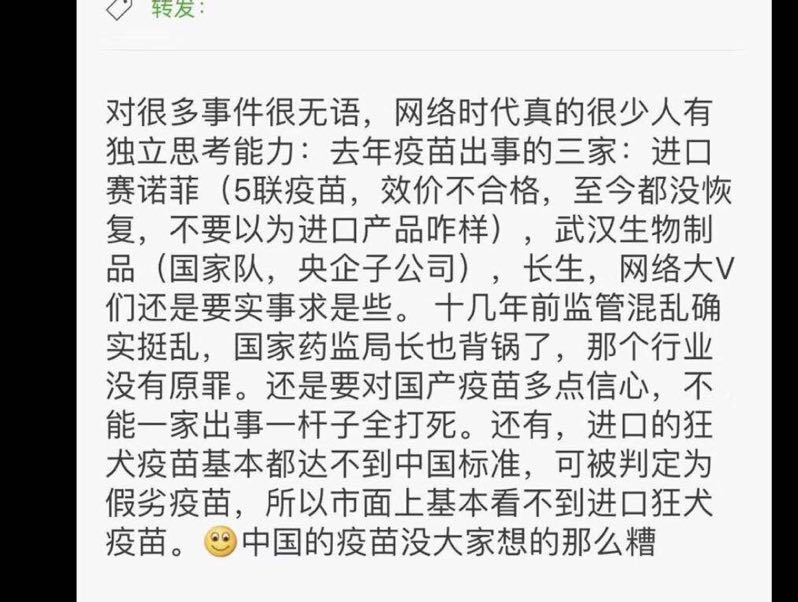 转发：
对很多事件很无语，网络时代真的很少人有
独立思考能力：去年疫苗出事的三家：进口
赛诺菲（5联疫苗，效价不合格，至今都没恢
复，不要以为进口产品咋样），武汉生物制
品（国家队，央企子公司），长生，网络大V
们还是要实事求是些。 十几年前监管混乱确
实挺乱，国家药监局长也背锅了，那个行业
没有原罪。还是要对国产疫苗多点信心，不
能一家出事一杆子全打死。还有，进口的狂
犬疫苗基本都达不到中国标准，可被判定为
假劣疫苗，所以市面上基本看不到进口狂犬
疫苗。🙂中国的疫苗没大家想的那么糟